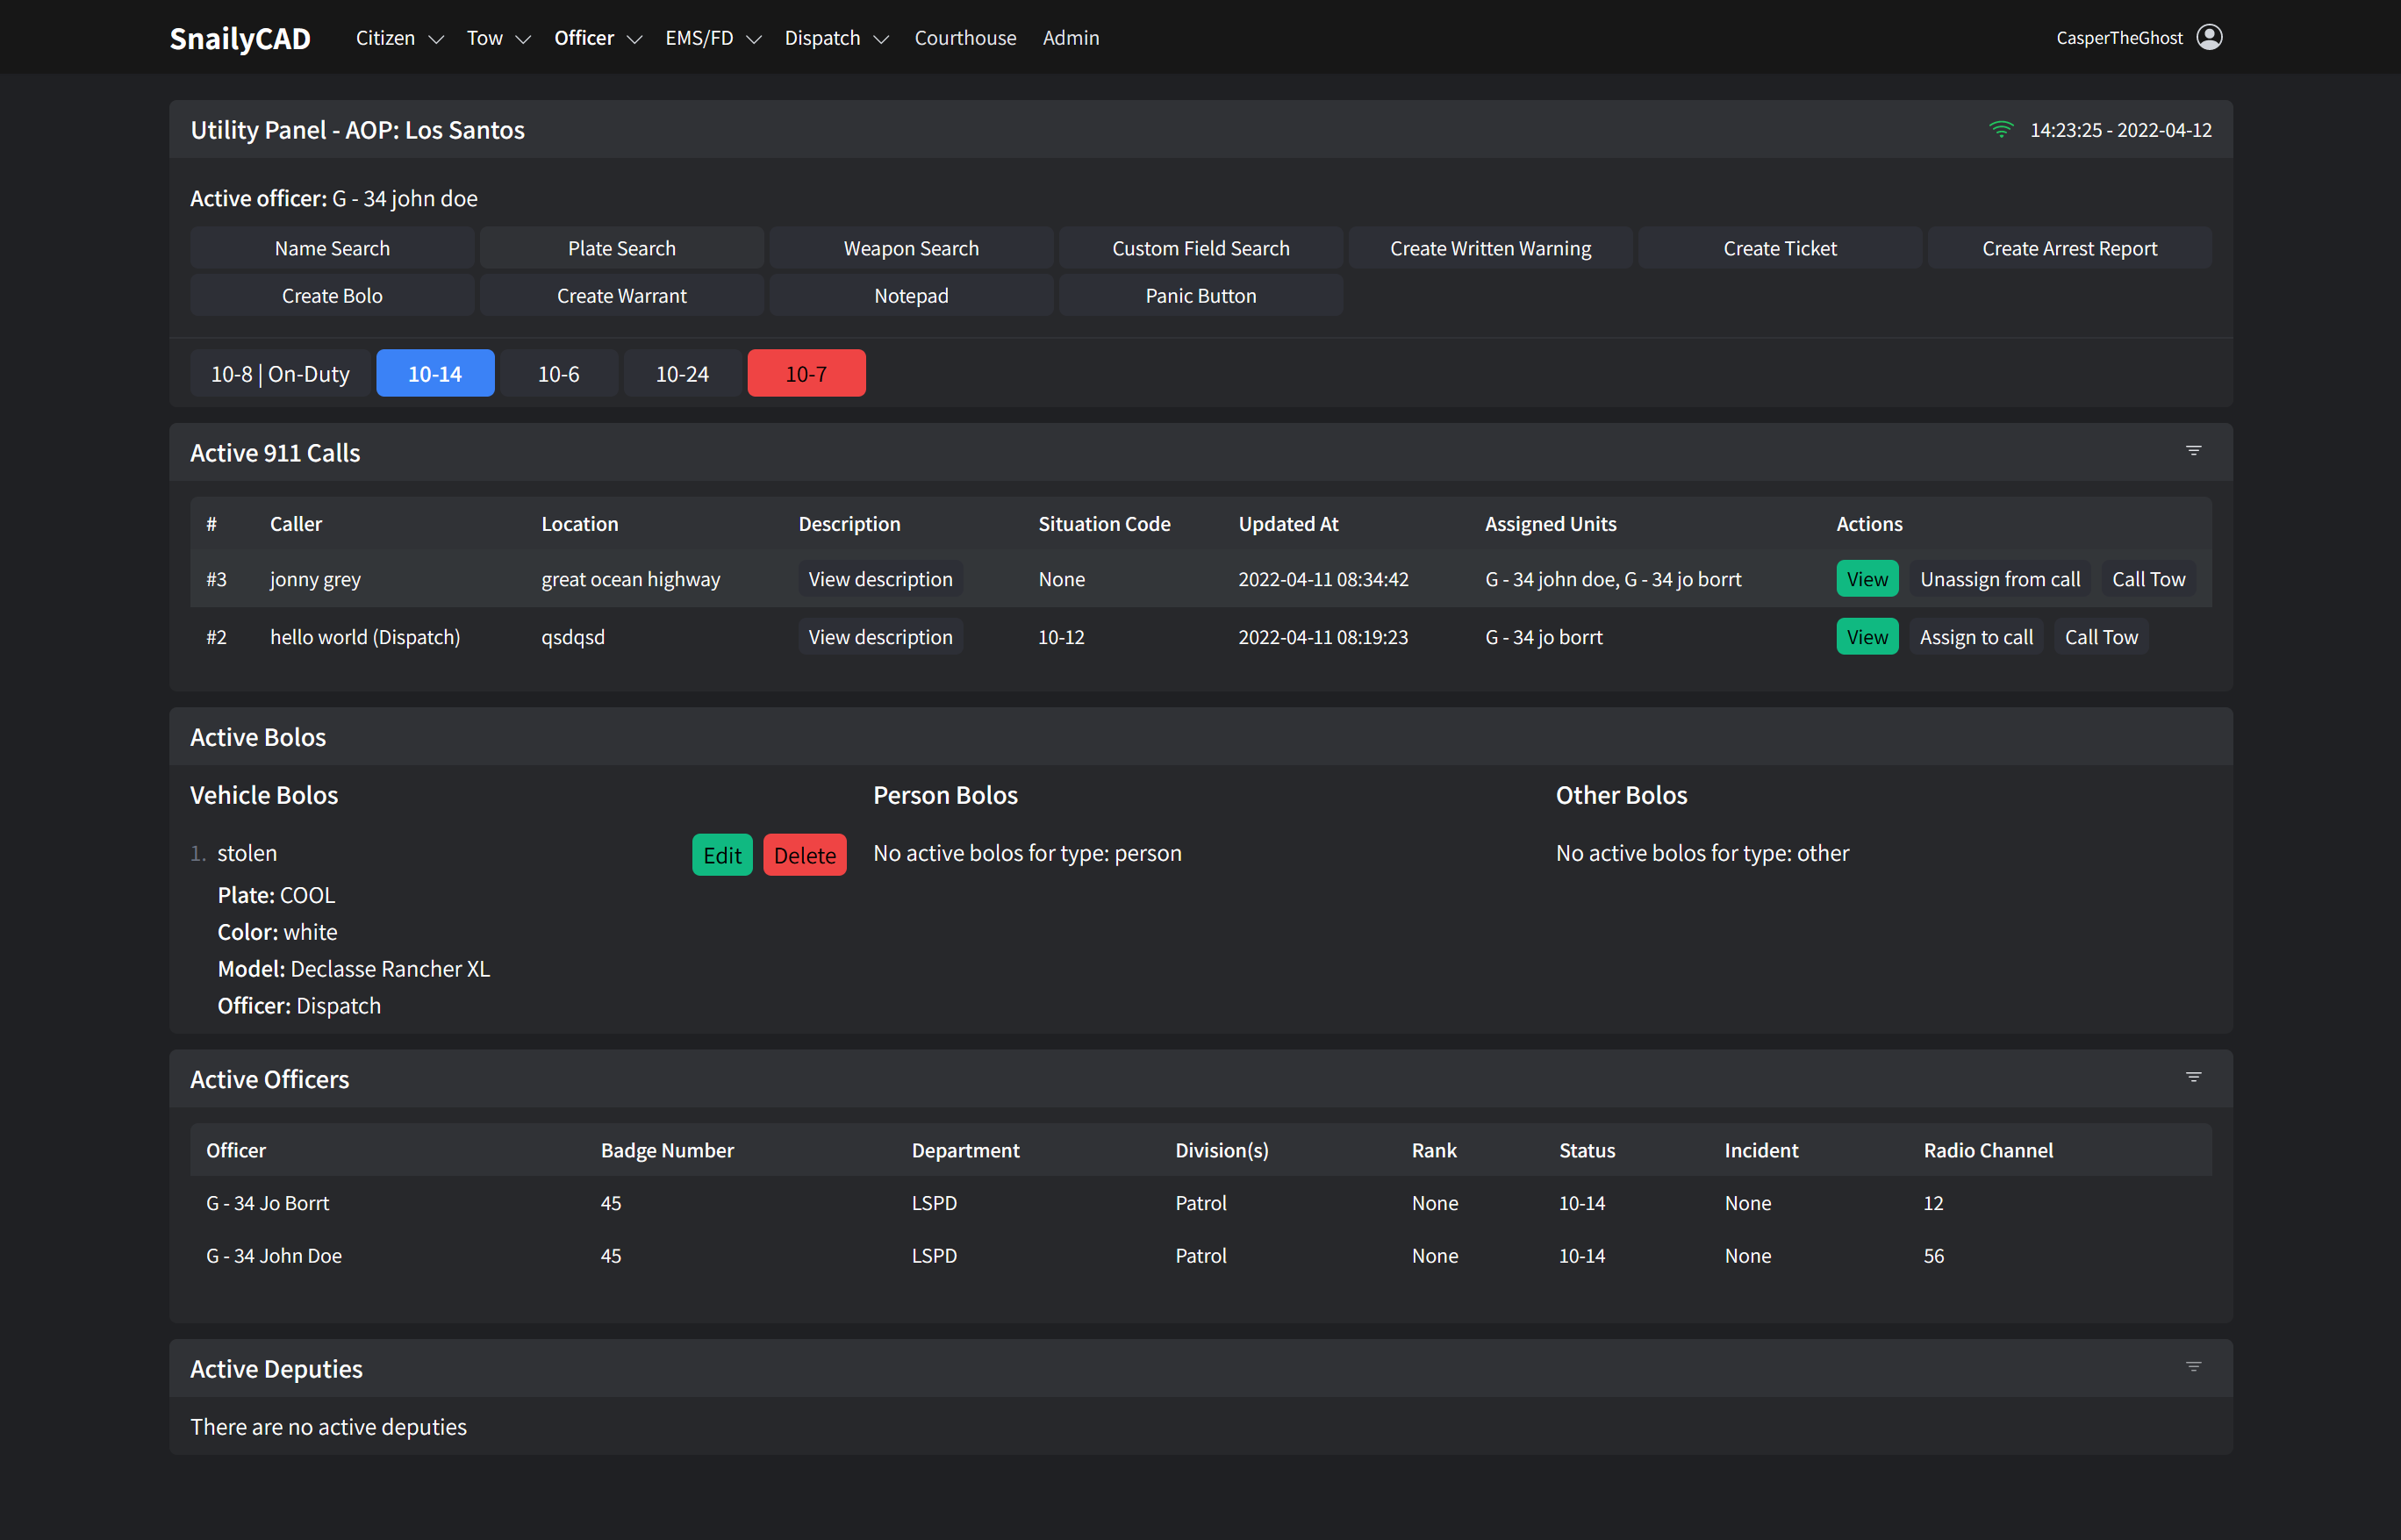 SnailyCAD Citizen Tow Officer EMS/FD Dispatch Courthouse Admin CasperTheGhost
Utility Panel - AOP: Los Santos 14:23:25 - 2022-04-12
Active officer: G - 34 john doe
Name Search Plate Search Weapon Search Custom Field Search Create Written Warning Create Ticket Create Arrest Report
Create Bolo Create Warrant Notepad Panic Button
10-8 | On-Duty 10-14 10-6 10-24 10-7
Active 911 Calls
# Caller Location Description Situation Code Updated At Assigned Units Actions
#3 jonny grey great ocean highway View description None 2022-04-11 08:34:42 G - 34 john doe, G - 34 jo borrt View Unassign from call Call Tow
#2 hello world (Dispatch) qsdqsd View description 10-12 2022-04-11 08:19:23 G - 34 jo borrt View Assign to call Call Tow
Active Bolos
Vehicle Bolos Person Bolos Other Bolos
1. stolen Edit Delete No active bolos for type: person No active bolos for type: other
Plate: COOL
Color: white
Model: Declasse Rancher XL
Officer: Dispatch
Active Officers
Officer Badge Number Department Division(s) Rank Status Incident Radio Channel
G - 34 Jo Borrt 45 LSPD Patrol None 10-14 None 12
G - 34 John Doe 45 LSPD Patrol None 10-14 None 56
Active Deputies
There are no active deputies